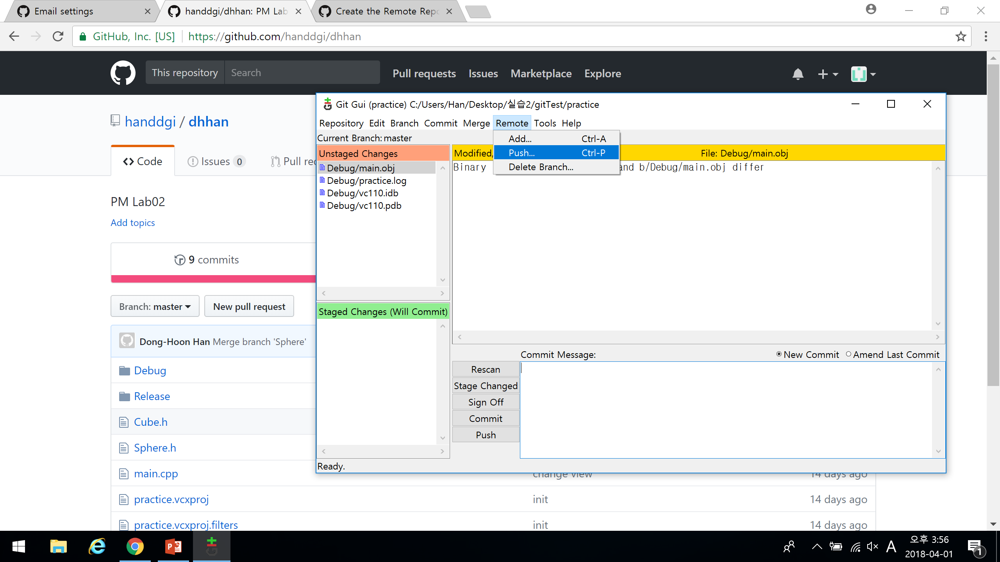 Email settings
handdgi/dhhan: PM Lab
Create the Remote Repo
GitHub, Inc. [US]
https://github.com/handdgi/dhhan
This repository
Search
Pull requests
Issues
Marketplace
Explore
handdgi / dhhan
Code
Issues 0
Pull rec
PM Lab02
Add topics
9 commits
Branch: master
New pull request
Dong-Hoon Han Merge branch 'Sphere'
Debug
Release
Cube.h
Sphere.h
main.cpp
change view
14 days ago
practice.vcxproj
init
14 days ago
practice.vcxproj.filters
init
14 days ago
Git Gui (practice) C:/Users/Han/Desktop/실습2/gitTest/practice
Repository Edit Branch Commit Merge Remote Tools Help
Current Branch: master
Add... Ctrl-A
Push... Ctrl-P
Delete Branch...
Unstaged Changes
Debug/main.obj
Debug/practice.log
Debug/vc110.idb
Debug/vc110.pdb
Staged Changes (Will Commit)
Modified,
File: Debug/main.obj
Binary
and b/Debug/main.obj differ
Commit Message:
New Commit
Amend Last Commit
Rescan
Stage Changed
Sign Off
Commit
Push
Ready.
A
오후 3:56
2018-04-01
1